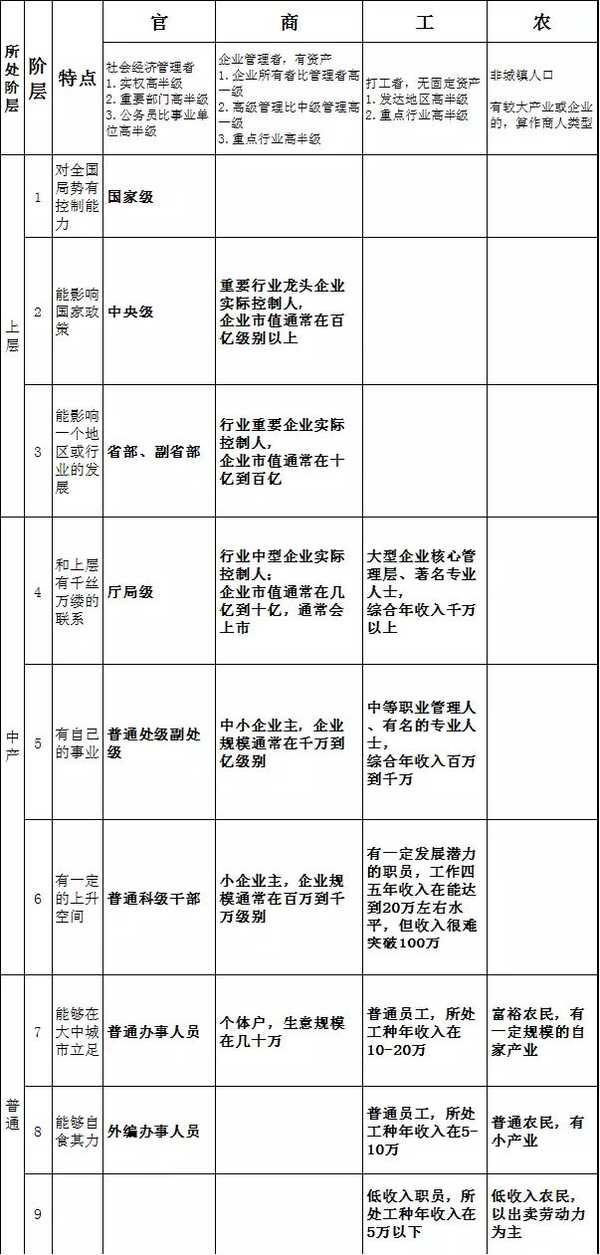 所处阶层
阶层
特点
官
商
工
农
社会经济管理者
1. 实权高半级
2. 重要部门高半级
3. 公务员比事业单
位高半级
企业管理者，有资产
1. 企业所有者比管理者高
一级
2. 高级管理比中级管理高
一级
3. 重点行业高半级
打工者，无固定资产
1. 发达地区高半级
2. 重点行业高半级
非城镇人口
有较大产业或企业
的，算作商人类型
上层
1
对全国
局势有
控制能
力
国家级
2
能影响
国家政
策
中央级
重要行业龙头企业
实际控制人，
企业市值通常在百
亿级别以上
3
能影响
一个地
区或行
业的发
展
省部、副省部
行业重要企业实际
控制人，
企业市值通常在十
亿到百亿
中产
4
和上层
有千丝
万缕的
联系
厅局级
行业中型企业实际
控制人；
企业市值通常在几
亿到十亿，通常会
上市
大型企业核心管
理层、著名专业
人士，
综合年收入千万
以上
5
有自己
的事业
普通处级副处
级
中小企业主，企业
规模通常在千万到
亿级别
中等职业管理人
、有名的专业人
士，
综合年收入百万
到千万
6
有一定
的上升
空间
普通科级干部
小企业主，企业规
模通常在百万到千
万级别
有一定发展潜力
的职员，工作四
五年收入在能达
到20万左右水
平，但收入很难
突破100万
普通
7
能够在
大中城
市立足
普通办事人员
个体户，生意规模
在几十万
普通员工，所处
工种年收入在
10-20万
富裕农民，有
一定规模的自
家产业
8
能够自
食其力
外编办事人员
普通员工，所处
工种年收入在5-
10万
普通农民，有
小产业
9
低收入职员，所
处工种年收入在
5万以下
低收入农民，
以出卖劳动力
为主